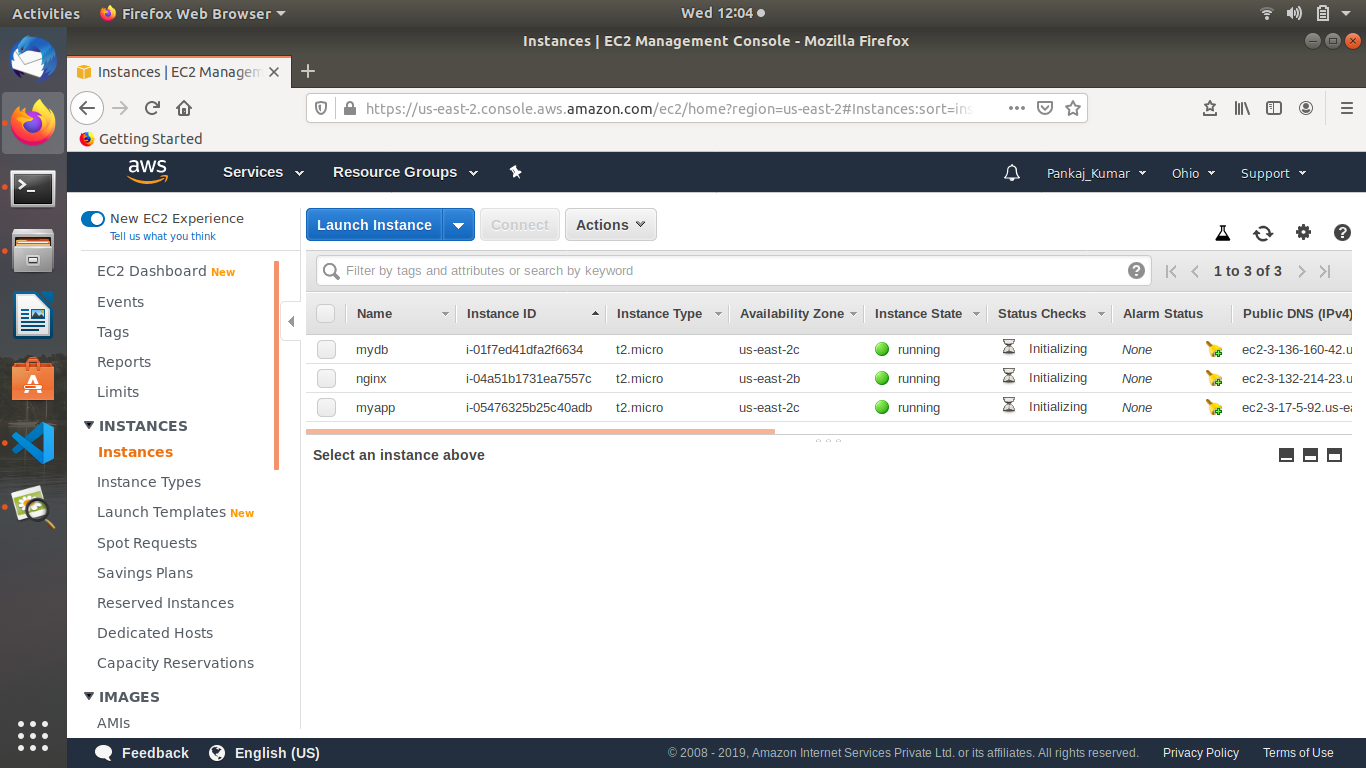 Activities Firefox Web Browser Wed 12:04
Instances | EC2 Management Console - Mozilla Firefox
Instances | EC2 Managem
https://us-east-2.console.aws.amazon.com/ec2/home?region=us-east-2#Instances:sort=ins
Getting Started
aws Services Resource Groups Pankaj_Kumar Ohio Support
New EC2 Experience
Tell us what you think
Launch Instance Connect Actions
EC2 Dashboard New
Events
Tags
Reports
Limits
INSTANCES
Instances
Instance Types
Launch Templates New
Spot Requests
Savings Plans
Reserved Instances
Dedicated Hosts
Capacity Reservations
IMAGES
AMIs
Filter by tags and attributes or search by keyword 1 to 3 of 3
Name Instance ID Instance Type Availability Zone Instance State Status Checks Alarm Status Public DNS (IPv4)
mydb i-01f7ed41dfa2f6634 t2.micro us-east-2c running Initializing None ec2-3-136-160-42.u
nginx i-04a51b1731ea7557c t2.micro us-east-2b running Initializing None ec2-3-132-214-23.u
myapp i-05476325b25c40adb t2.micro us-east-2c running Initializing None ec2-3-17-5-92.us-ea
Select an instance above
Feedback English (US) © 2008 - 2019, Amazon Internet Services Private Ltd. or its affiliates. All rights reserved. Privacy Policy Terms of Use